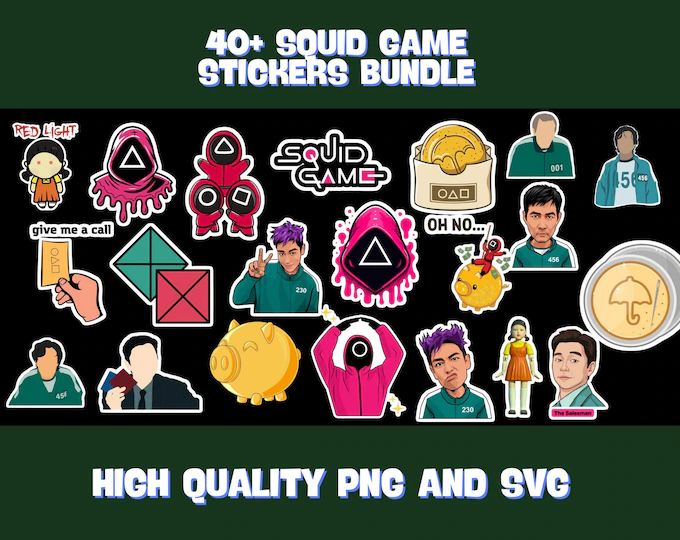 40+ SQUID GAME
STICKERS BUNDLE
RED LIGHT
SQUID
GAME
001
456
456
give me a call
OH NO...
456
230
456
230
The Salesman
HIGH QUALITY PNG AND SVG